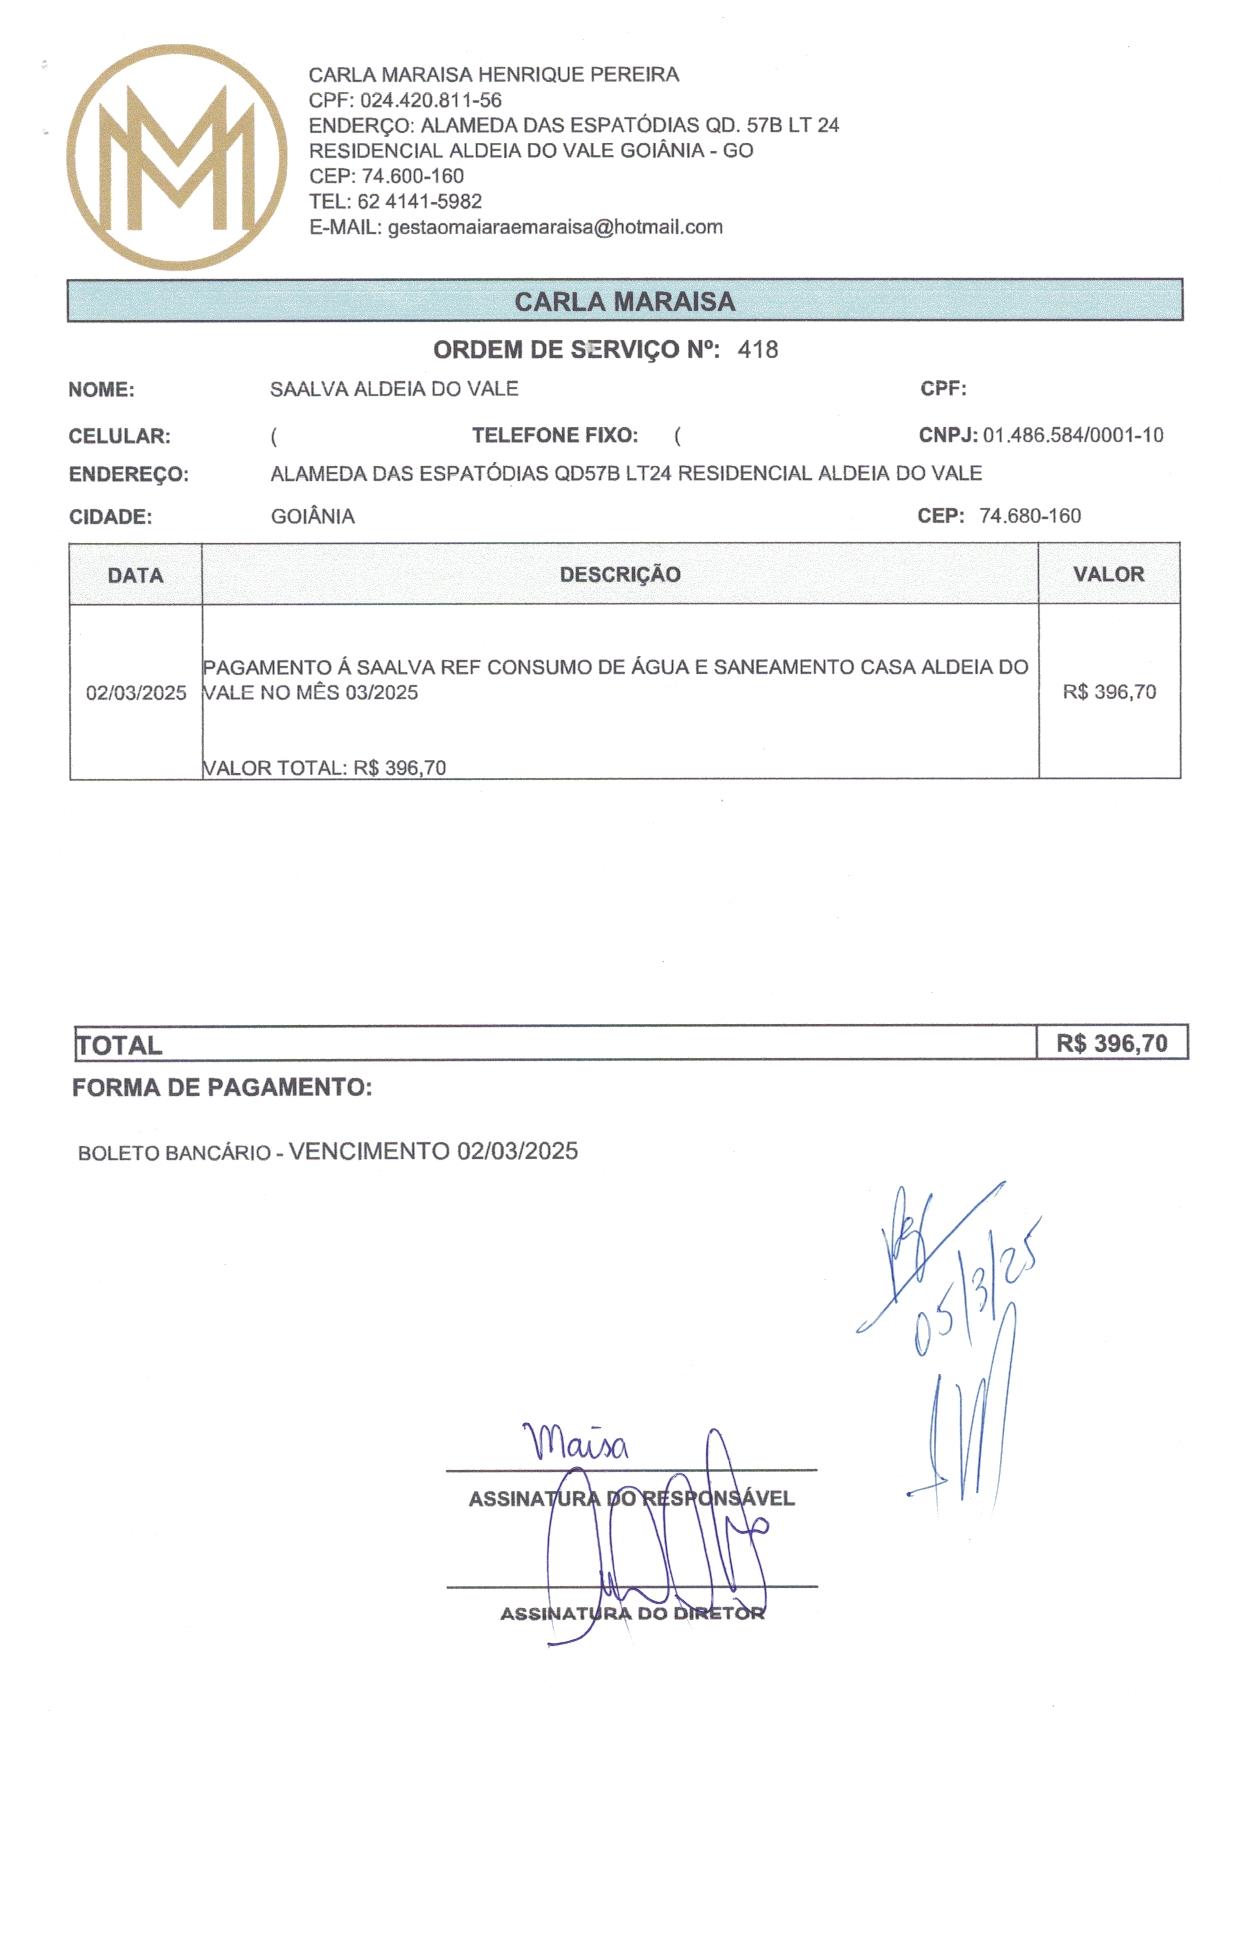 CARLA MARAISA HENRIQUE PEREIRA
CPF: 024.420.811-56
ENDERÇO: ALAMEDA DAS ESPATÓDIAS QD. 57B LT 24
RESIDENCIAL ALDEIA DO VALE GOIÂNIA - GO
CEP: 74.600-160
TEL: 62 4141-5982
E-MAIL: gestaomaiaraemaraisa@hotmail.com
CARLA MARAISA
ORDEM DE SERVIÇO Nº: 418
NOME: SAALVA ALDEIA DO VALE CPF:
CELULAR: ( TELEFONE FIXO: ( CNPJ: 01.486.584/0001-10
ENDEREÇO: ALAMEDA DAS ESPATÓDIAS QD57B LT24 RESIDENCIAL ALDEIA DO VALE
CIDADE: GOIÂNIA CEP: 74.680-160
DATA DESCRIÇÃO VALOR
PAGAMENTO Á SAALVA REF CONSUMO DE ÁGUA E SANEAMENTO CASA ALDEIA DO
02/03/2025 VALE NO MÊS 03/2025 R$ 396,70
VALOR TOTAL: R$ 396,70
TOTAL R$ 396,70
FORMA DE PAGAMENTO:
BOLETO BANCÁRIO - VENCIMENTO 02/03/2025
05/3/25
Maisa
ASSINATURA DO RESPONSÁVEL
ASSINATURA DO DIRETOR